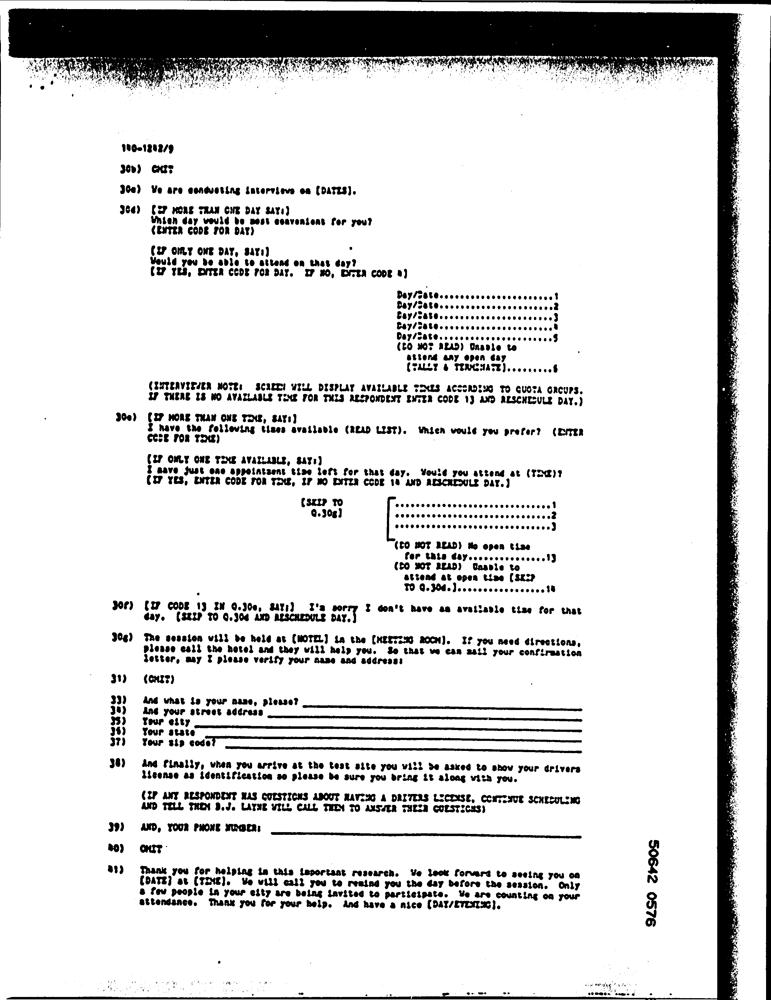 140-1242/9
30b) OMIT
30c) We are conducting interviews on [DATES].
30d) [IF MORE THAN ONE DAY SAY:]
Which day would be most convenient for you?
(ENTER CODE FOR DAY)
[IF ONLY ONE DAY, SAY:]
Would you be able to attend on that day?
[IF YES, ENTER CODE FOR DAY. IF NO, ENTER CODE 4]
Day/Date.......................1
Day/Date.......................2
Day/Date.......................3
Day/Date.......................4
Day/Date.......................5
(DO NOT READ) Unable to
attend any open day
[TALLY & TERMINATE].........6
(INTERVIEWER NOTE: SCREEN WILL DISPLAY AVAILABLE TIMES ACCORDING TO QUOTA GROUPS.
IF THERE IS NO AVAILABLE TIME FOR THIS RESPONDENT ENTER CODE 13 AND RESCHEDULE DAY.)
30e) [IF MORE THAN ONE TIME, SAY:]
I have the following times available (READ LIST). Which would you prefer? (ENTER
CODE FOR TIME)
[IF ONLY ONE TIME AVAILABLE, SAY:]
I have just one appointment time left for that day. Would you attend at (TIME)?
[IF YES, ENTER CODE FOR TIME, IF NO ENTER CODE 14 AND RESCHEDULE DAY.]
[SKIP TO
Q.30g]
...............................1
...............................2
...............................3
(DO NOT READ) No open time
for this day...............13
(DO NOT READ) Unable to
attend at open time [SKIP
TO Q.30d.].................14
30f) [IF CODE 13 IN Q.30e, SAY:] I'm sorry I don't have an available time for that
day. [SKIP TO Q.30d AND RESCHEDULE DAY.]
30g) The session will be held at [HOTEL] in the [MEETING ROOM]. If you need directions,
please call the hotel and they will help you. So that we can mail your confirmation
letter, may I please verify your name and address:
31) (OMIT)
33) And what is your name, please?
34) And your street address
35) Your city
36) Your state
37) Your zip code?
38) And finally, when you arrive at the test site you will be asked to show your drivers
license as identification so please be sure you bring it along with you.
(IF ANY RESPONDENT HAS QUESTIONS ABOUT HAVING A DRIVERS LICENSE, CONTINUE SCHEDULING
AND TELL THEM B.J. LAYNE WILL CALL THEM TO ANSWER THEIR QUESTIONS)
39) AND, YOUR PHONE NUMBER:
40) OMIT
41) Thank you for helping in this important research. We look forward to seeing you on
[DATE] at [TIME]. We will call you to remind you the day before the session. Only
a few people in your city are being invited to participate. We are counting on your
attendance. Thank you for your help. And have a nice [DAY/EVENING].
50642 0576